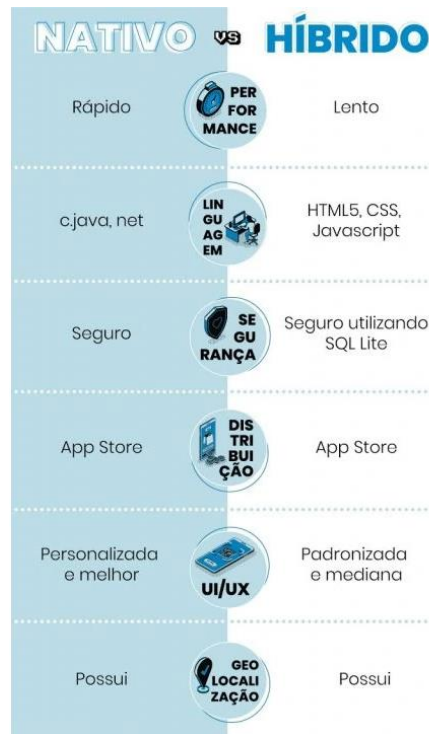 NATIVO VS HÍBRIDO
Rápido
PER
FOR
MANCE
Lento
c.java, net
LIN
GU
AG
EM
HTML5, CSS,
Javascript
Seguro
SE
GU
RANÇA
Seguro utilizando
SQL Lite
App Store
DIS
TRI
BUI
ÇÃO
App Store
Personalizada
e melhor
UI/UX
Padronizada
e mediana
Possui
GEO
LOCALI
ZAÇÃO
Possui